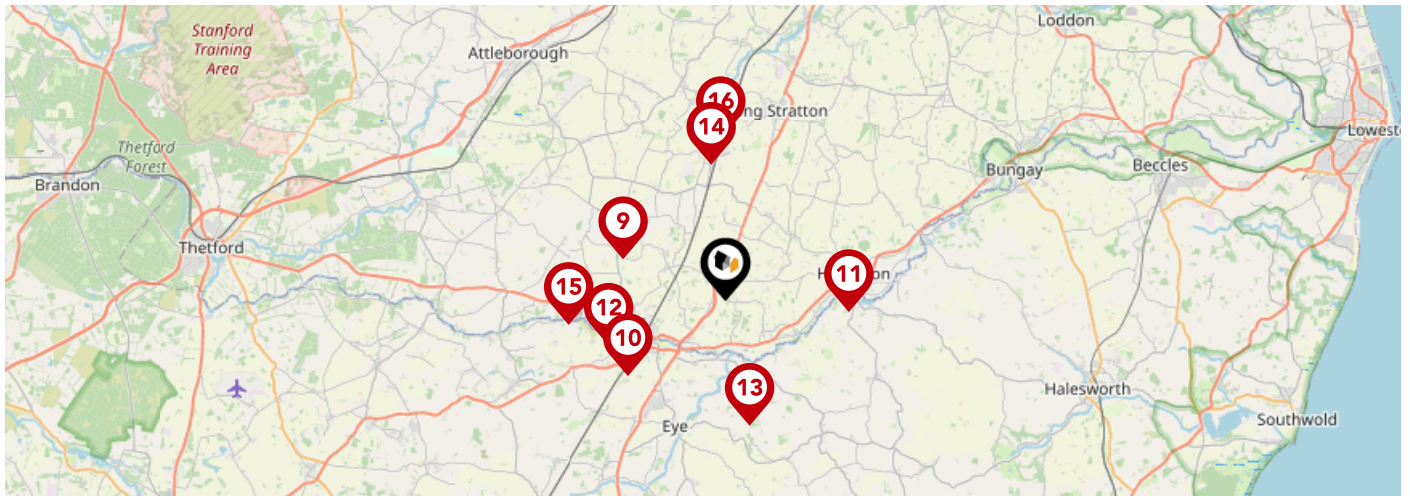 Stanford
Training
Area
Attleborough
Loddon
16
ng Stratton
14
Thetford
Forest
Lowest
Brandon
Bungay
Beccles
9
Thetford
H
11
on
15
12
10
13
Halesworth
Eye
Southwold